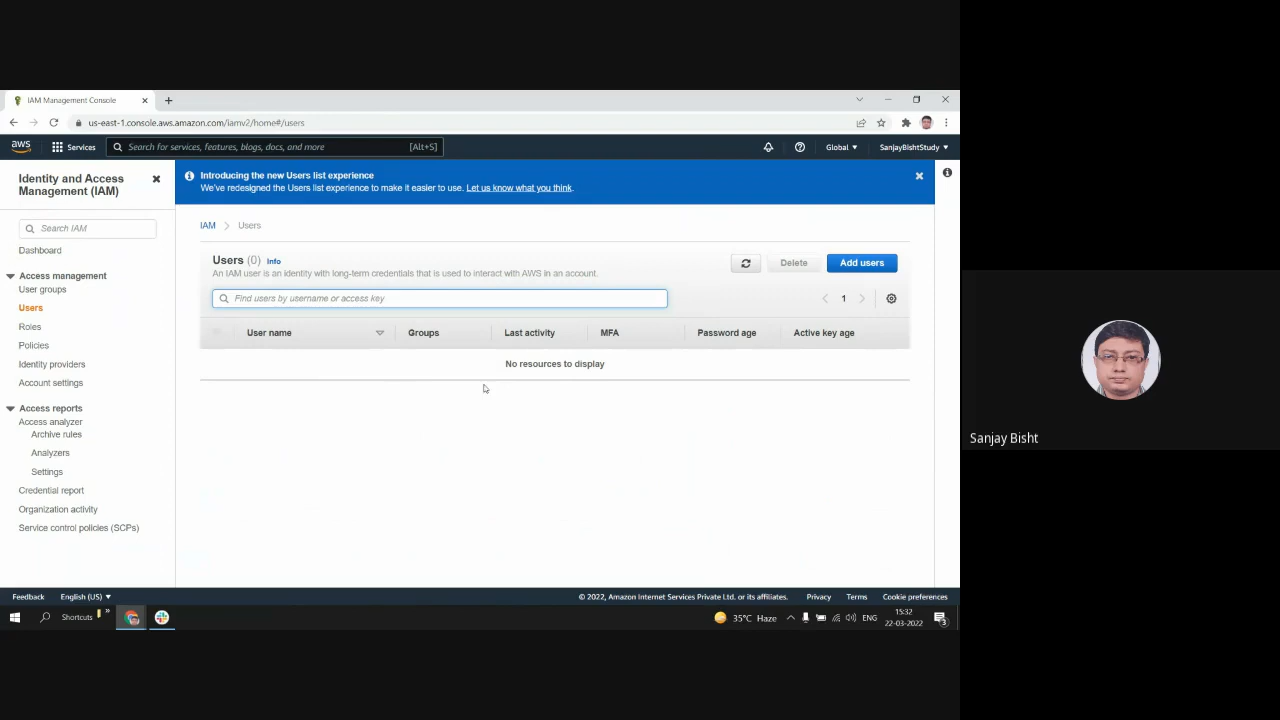 IAM Management Console
us-east-1.console.aws.amazon.com/iamv2/home#/users
aws
Services
Search for services, features, blogs, docs, and more
[Alt+S]
Global
SanjayBishtStudy
Identity and Access
Management (IAM)
Search IAM
Dashboard
Access management
User groups
Users
Roles
Policies
Identity providers
Account settings
Access reports
Access analyzer
Archive rules
Analyzers
Settings
Credential report
Organization activity
Service control policies (SCPs)
Introducing the new Users list experience
We've redesigned the Users list experience to make it easier to use. Let us know what you think.
IAM > Users
Users (0) Info
An IAM user is an identity with long-term credentials that is used to interact with AWS in an account.
Delete
Add users
Find users by username or access key
1
User name
Groups
Last activity
MFA
Password age
Active key age
No resources to display
Sanjay Bisht
Feedback
English (US)
© 2022, Amazon Internet Services Private Ltd. or its affiliates.
Privacy
Terms
Cookie preferences
Shortcuts
35°C Haze
ENG
15:32
22-03-2022
3